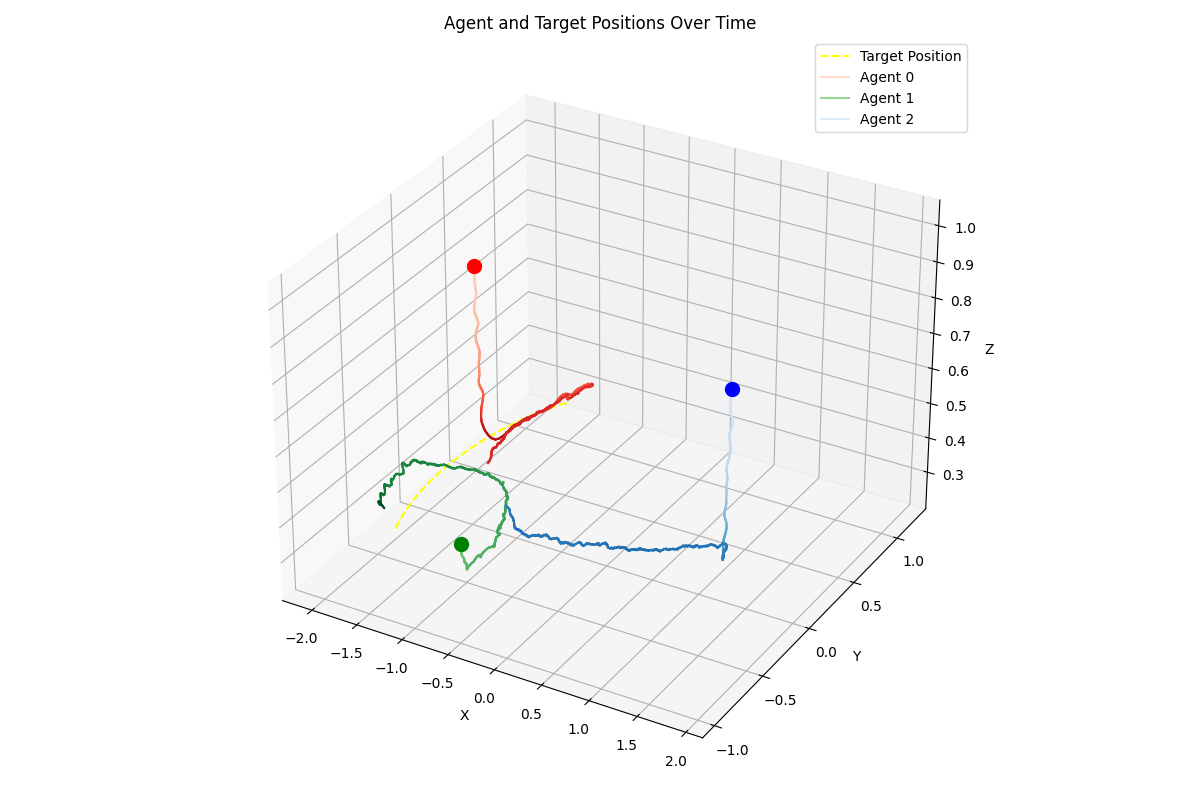 Agent and Target Positions Over Time
Target Position
Agent 0
Agent 1
Agent 2
1.0
0.9
0.8
0.7
0.6
0.5
0.4
0.3
Z
1.0
0.5
0.0
−0.5
−1.0
Y
−2.0
−1.5
−1.0
−0.5
0.0
0.5
1.0
1.5
2.0
X